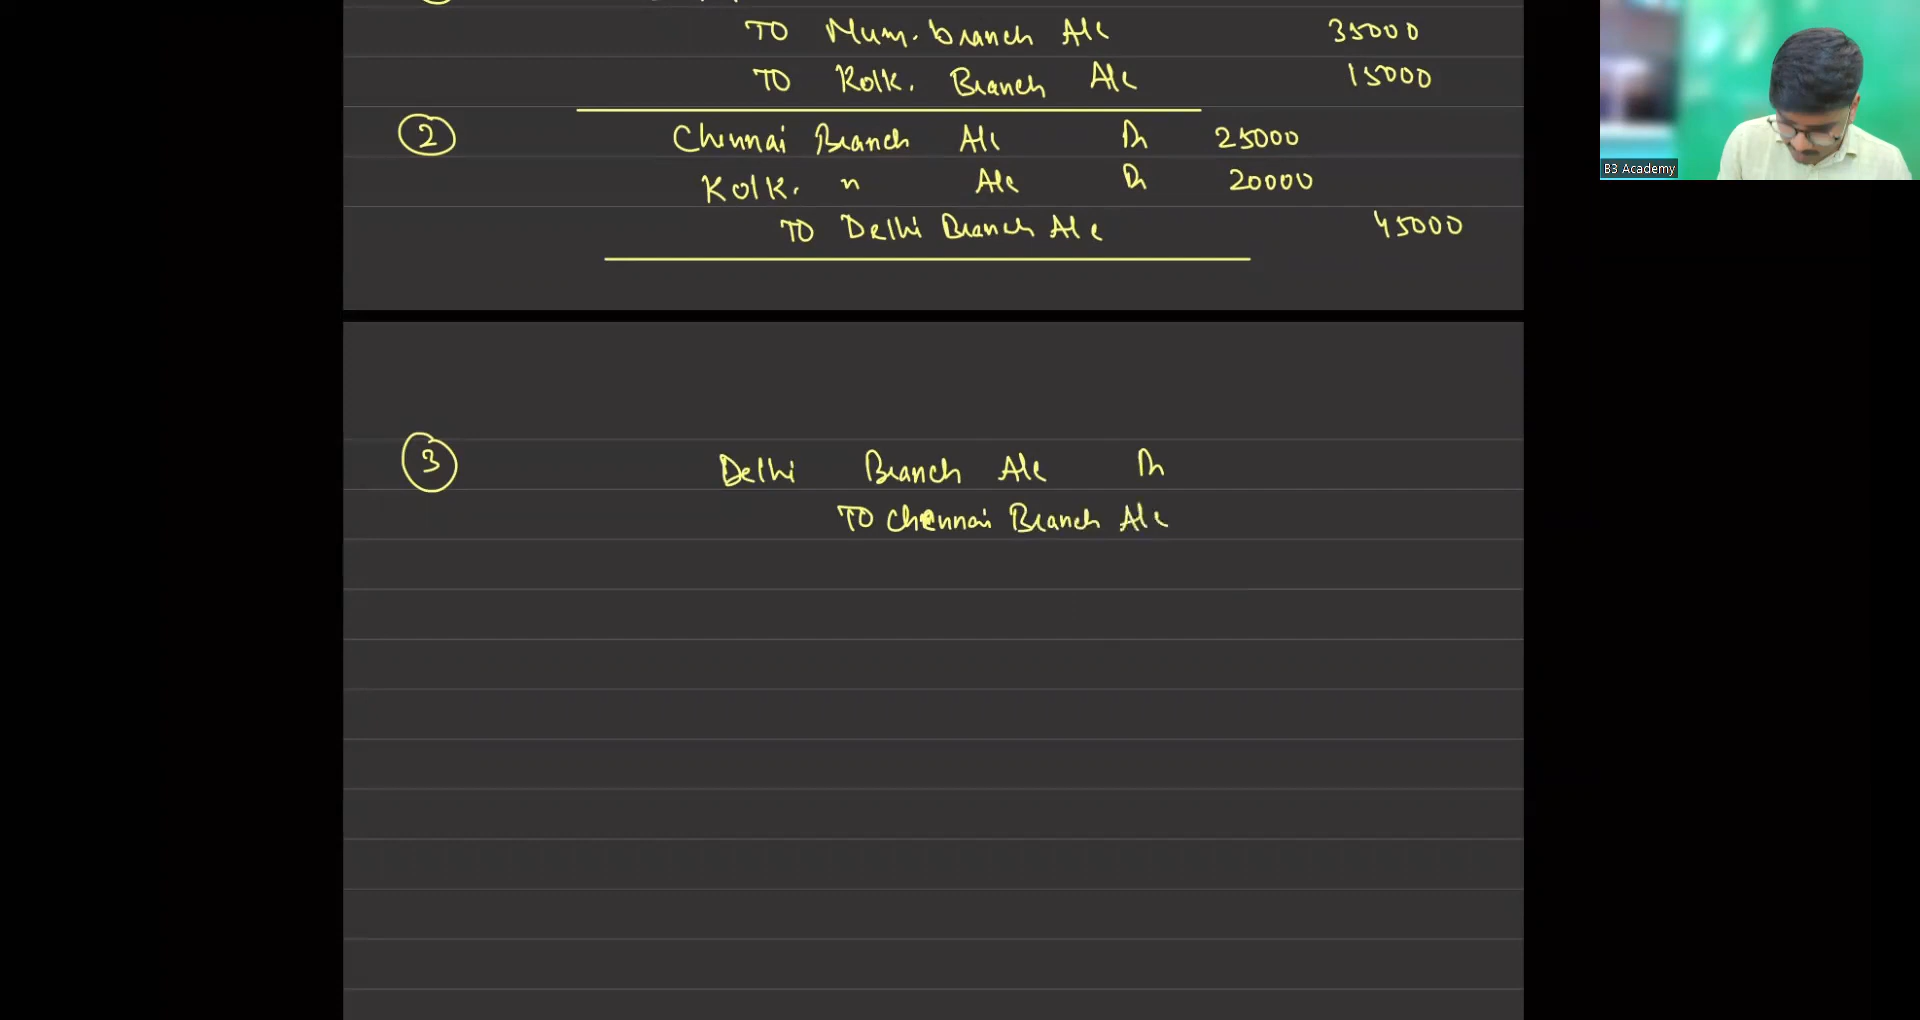 TO Mum. branch A/c 35000
TO Kolk. Branch A/c 15000
2 Chennai Branch A/c Dr 25000
Kolk. " A/c Dr 20000
TO Delhi Branch A/c 45000
3 Delhi Branch A/c Dr
TO Chennai Branch A/c
B3 Academy